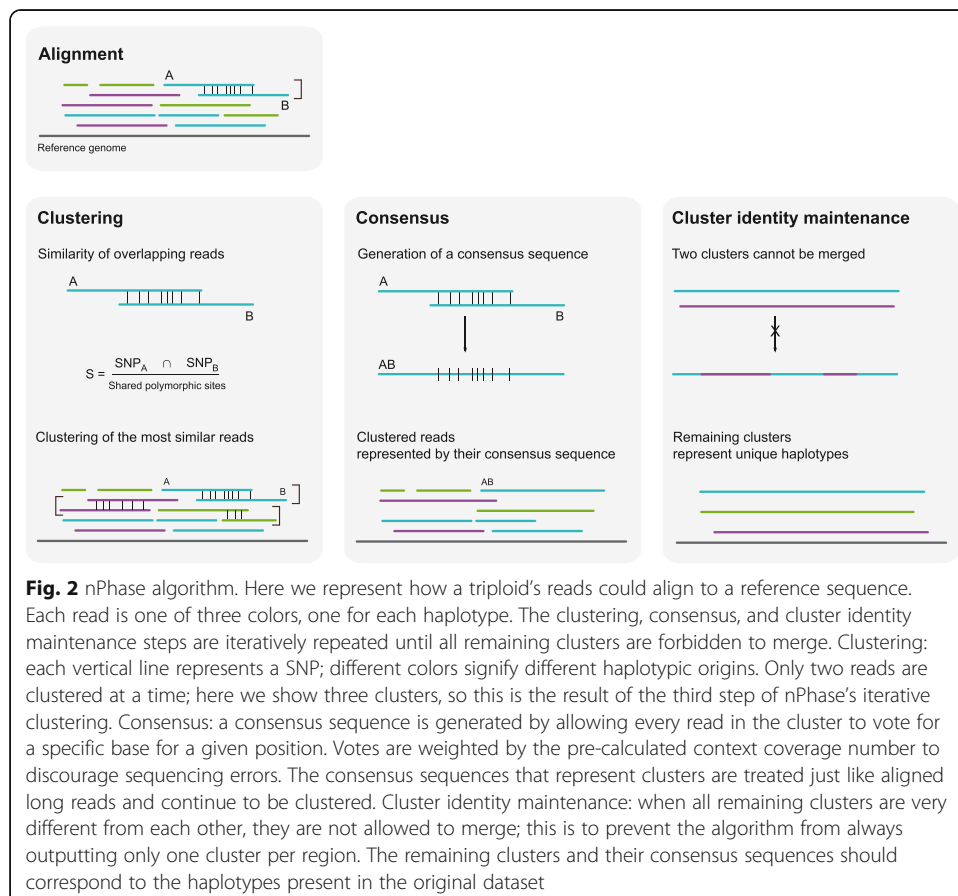 Alignment
A
B
Reference genome
Clustering
Similarity of overlapping reads
A
B
S = SNP_A ∩ SNP_B
Shared polymorphic sites
Clustering of the most similar reads
A
B
Consensus
Generation of a consensus sequence
A
B
AB
Clustered reads
represented by their consensus sequence
AB
Cluster identity maintenance
Two clusters cannot be merged
Remaining clusters
represent unique haplotypes
Fig. 2 nPhase algorithm. Here we represent how a triploid's reads could align to a reference sequence.
Each read is one of three colors, one for each haplotype. The clustering, consensus, and cluster identity
maintenance steps are iteratively repeated until all remaining clusters are forbidden to merge. Clustering:
each vertical line represents a SNP; different colors signify different haplotypic origins. Only two reads are
clustered at a time; here we show three clusters, so this is the result of the third step of nPhase's iterative
clustering. Consensus: a consensus sequence is generated by allowing every read in the cluster to vote for
a specific base for a given position. Votes are weighted by the pre-calculated context coverage number to
discourage sequencing errors. The consensus sequences that represent clusters are treated just like aligned
long reads and continue to be clustered. Cluster identity maintenance: when all remaining clusters are very
different from each other, they are not allowed to merge; this is to prevent the algorithm from always
outputting only one cluster per region. The remaining clusters and their consensus sequences should
correspond to the haplotypes present in the original dataset